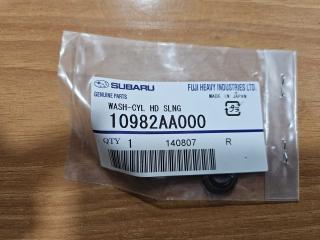 SUBARU
FUJI HEAVY INDUSTRIES LTD.
GENUINE PARTS
MADE IN JAPAN
WASH-CYL HD SLNG
10982AA000
QTY 1 140807 R